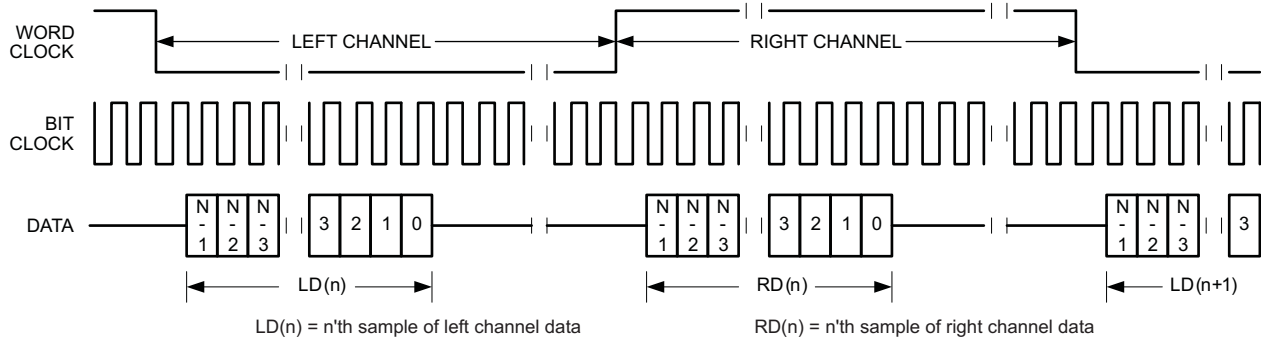 WORD
CLOCK
LEFT CHANNEL
RIGHT CHANNEL
BIT
CLOCK
DATA
N-1 N-2 N-3 3 2 1 0 N-1 N-2 N-3 3 2 1 0 N-1 N-2 N-3 3
LD(n) RD(n) LD(n+1)
LD(n) = n'th sample of left channel data
RD(n) = n'th sample of right channel data